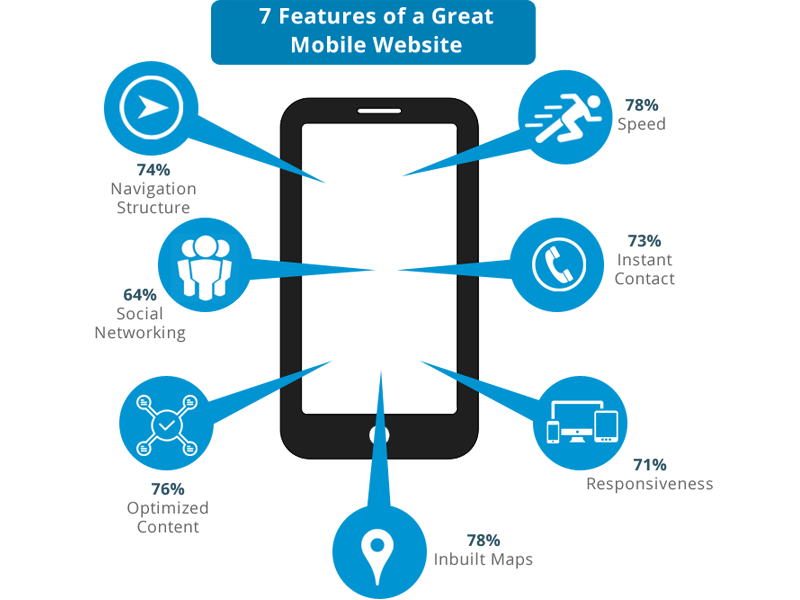 7 Features of a Great
Mobile Website
78%
Speed
74%
Navigation
Structure
73%
Instant
Contact
64%
Social
Networking
71%
Responsiveness
76%
Optimized
Content
78%
Inbuilt Maps